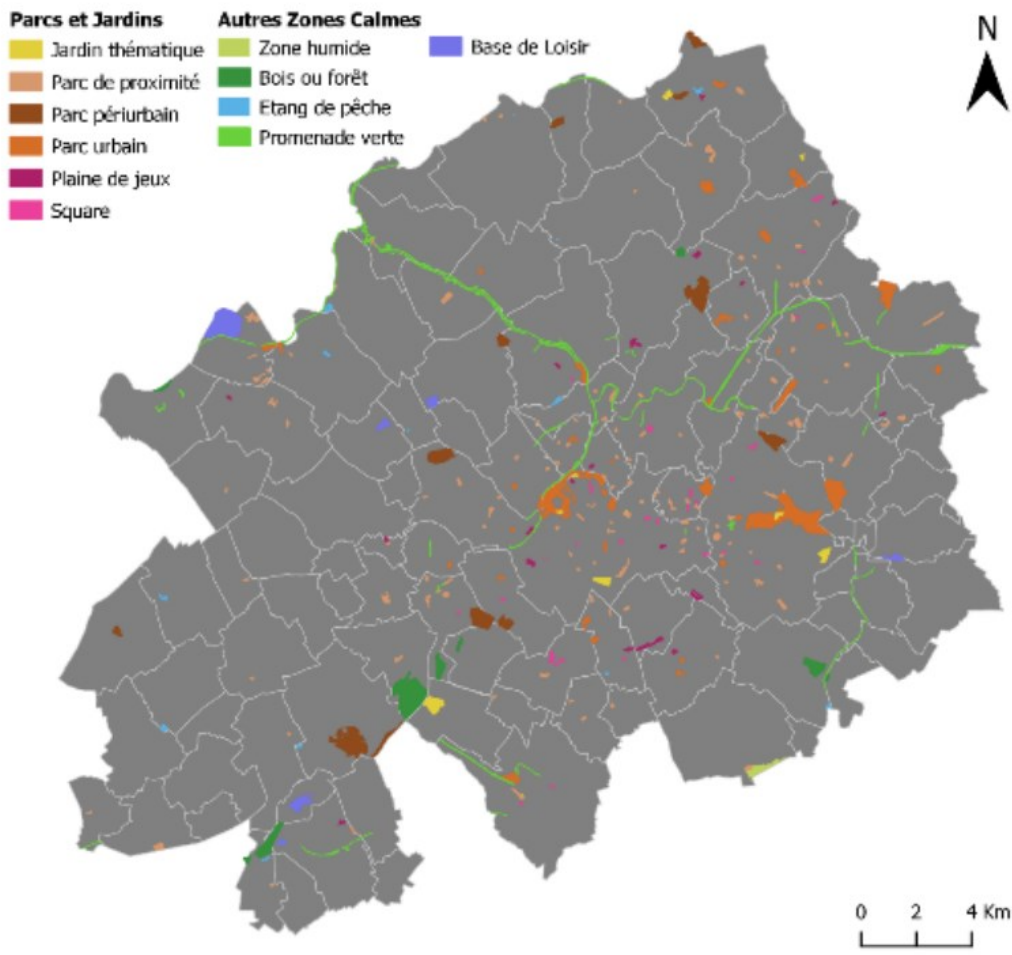 Parcs et Jardins
Jardin thématique
Parc de proximité
Parc périurbain
Parc urbain
Plaine de jeux
Square
Autres Zones Calmes
Zone humide
Bois ou forêt
Etang de pêche
Promenade verte
Base de Loisir
N
0 2 4 Km